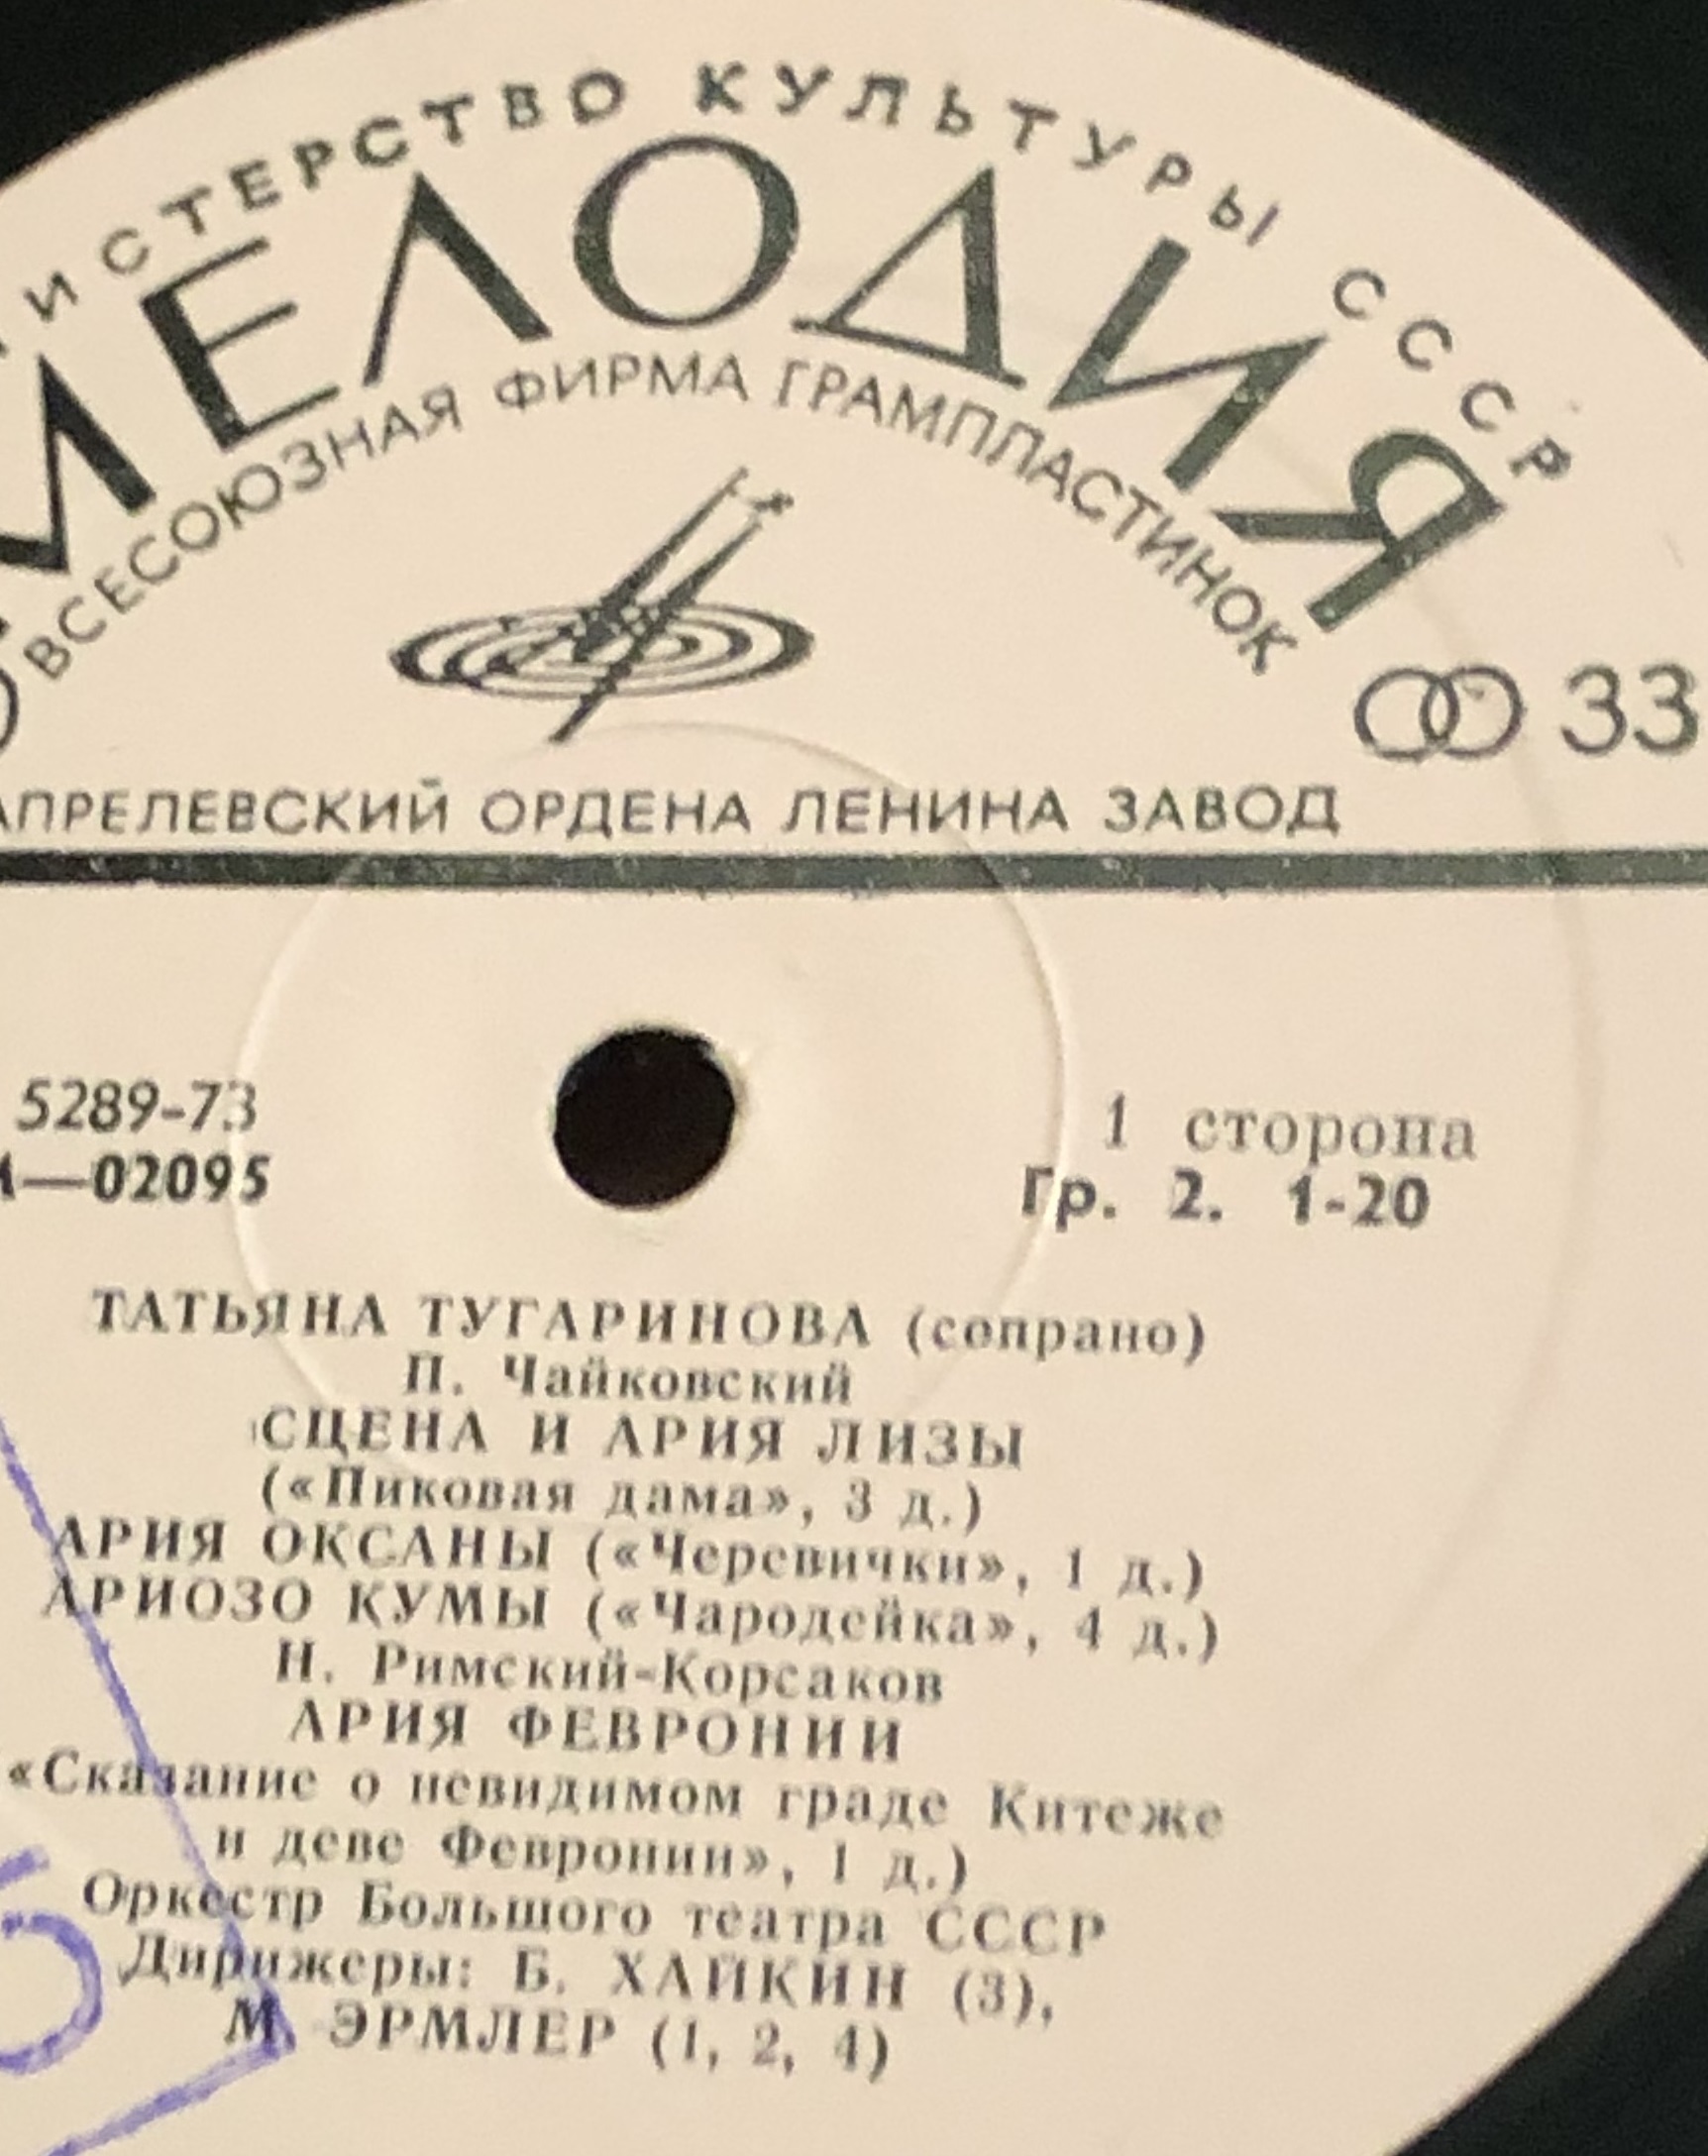 МИНИСТЕРСТВО КУЛЬТУРЫ СССР
МЕЛОДИЯ
ВСЕСОЮЗНАЯ ФИРМА ГРАМПЛАСТИНОК
33
АПРЕЛЕВСКИЙ ОРДЕНА ЛЕНИНА ЗАВОД
5289-73
—02095
1 сторона
Гр. 2. 1-20
ТАТЬЯНА ТУГАРИНОВА (сопрано)
П. Чайковский
СЦЕНА И АРИЯ ЛИЗЫ
(«Пиковая дама», 3 д.)
АРИЯ ОКСАНЫ («Черевички», 1 д.)
АРИОЗО КУМЫ («Чародейка», 4 д.)
Н. Римский-Корсаков
АРИЯ ФЕВРОНИИ
«Сказание о невидимом граде Китеже
и деве Февронии», 1 д.)
Оркестр Большого театра СССР
Дирижеры: Б. ХАЙКИН (3),
М. ЭРМЛЕР (1, 2, 4)
5